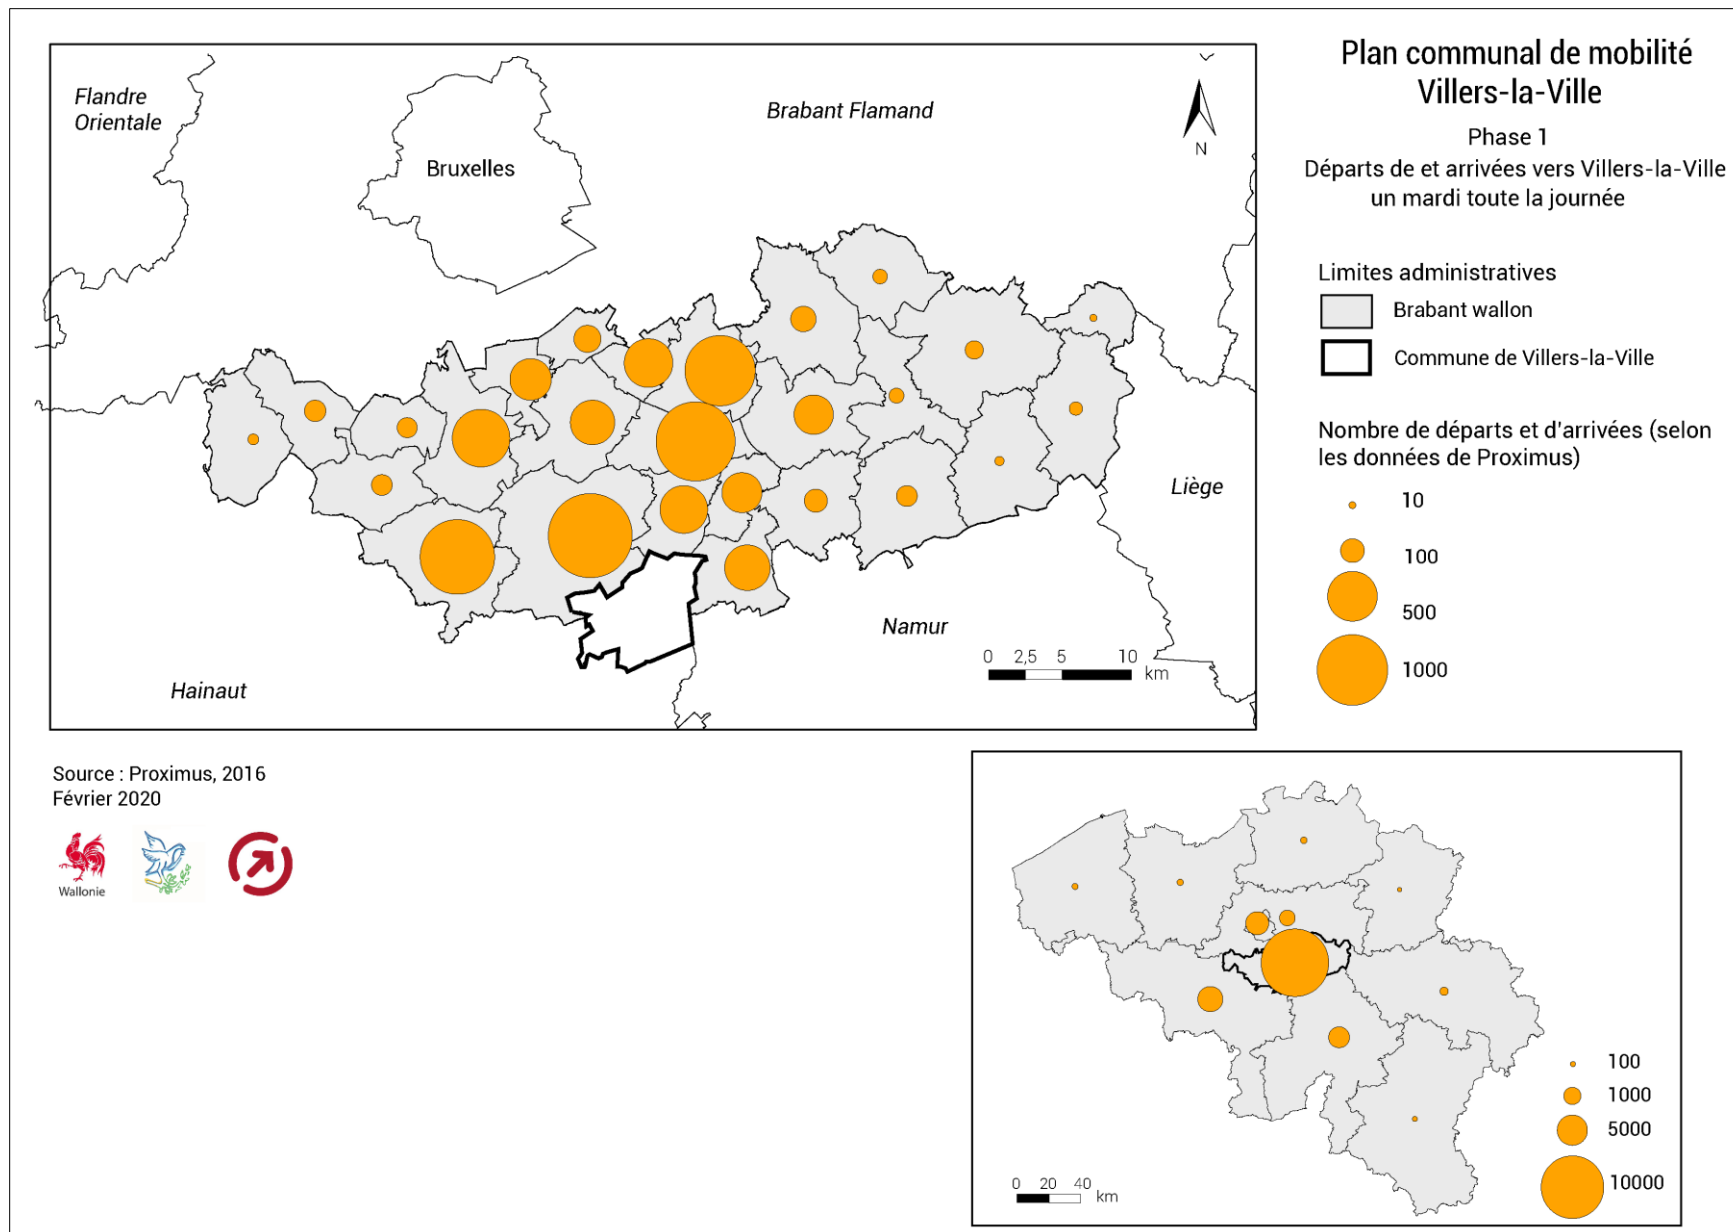 Plan communal de mobilité
Villers-la-Ville
Phase 1
Départs de et arrivées vers Villers-la-Ville
un mardi toute la journée
Limites administratives
Brabant wallon
Commune de Villers-la-Ville
Nombre de départs et d'arrivées (selon
les données de Proximus)
10
100
500
1000
Flandre
Orientale
Bruxelles
Brabant Flamand
N
Liège
Namur
Hainaut
0 2,5 5 10
km
Source : Proximus, 2016
Février 2020
Wallonie
100
1000
5000
10000
0 20 40
km